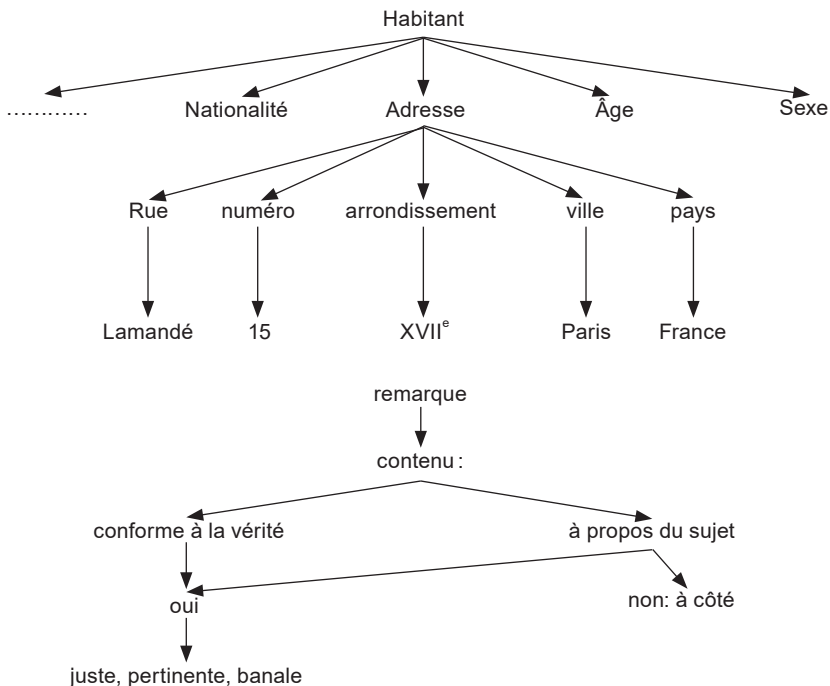 Habitant
………… Nationalité Adresse Âge Sexe
Rue numéro arrondissement ville pays
Lamandé 15 XVIIe Paris France
remarque
contenu :
conforme à la vérité à propos du sujet
oui non: à côté
juste, pertinente, banale